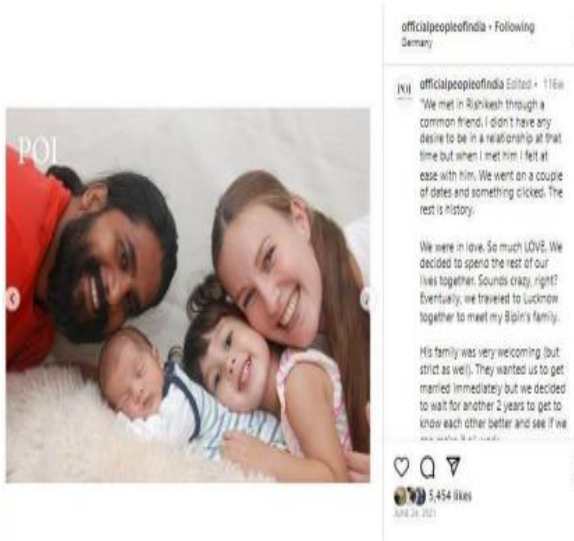 officialpeopleofindia • Following
Germany
POI
POI
officialpeopleofindia Edited • 116w
"We met in Rishikesh through a
common friend. I didn't have any
desire to be in a relationship at that
time but when I met him I felt at
ease with him. We went on a couple
of dates and something clicked. The
rest is history.
We were in love. So much LOVE. We
decided to spend the rest of our
lives together. Sounds crazy, right?
Eventually, we traveled to Lucknow
together to meet my Bipin's family.
His family was very welcoming (but
strict as well). They wanted us to get
married immediately but we decided
to wait for another 2 years to get to
know each other better and see if we
5,454 likes
JUNE 24, 2021